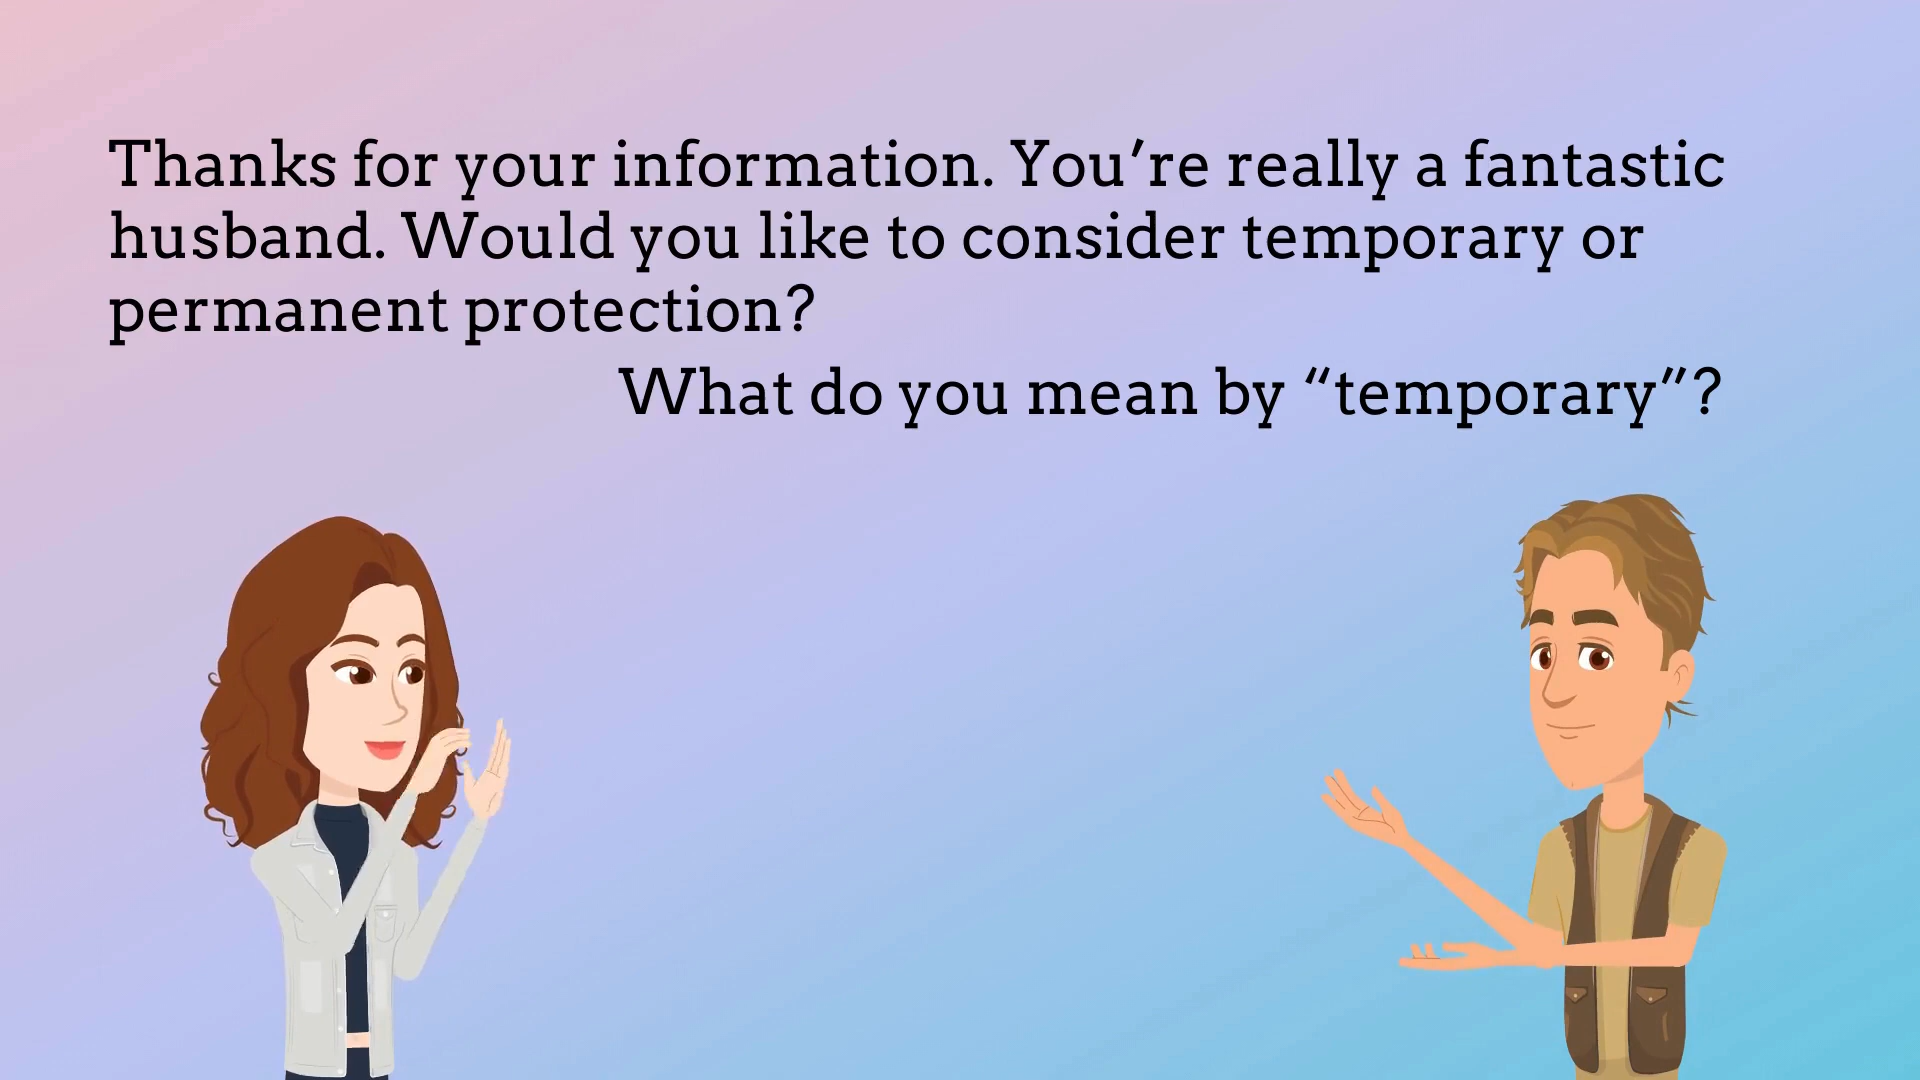 Thanks for your information. You’re really a fantastic
husband. Would you like to consider temporary or
permanent protection?
What do you mean by “temporary”?